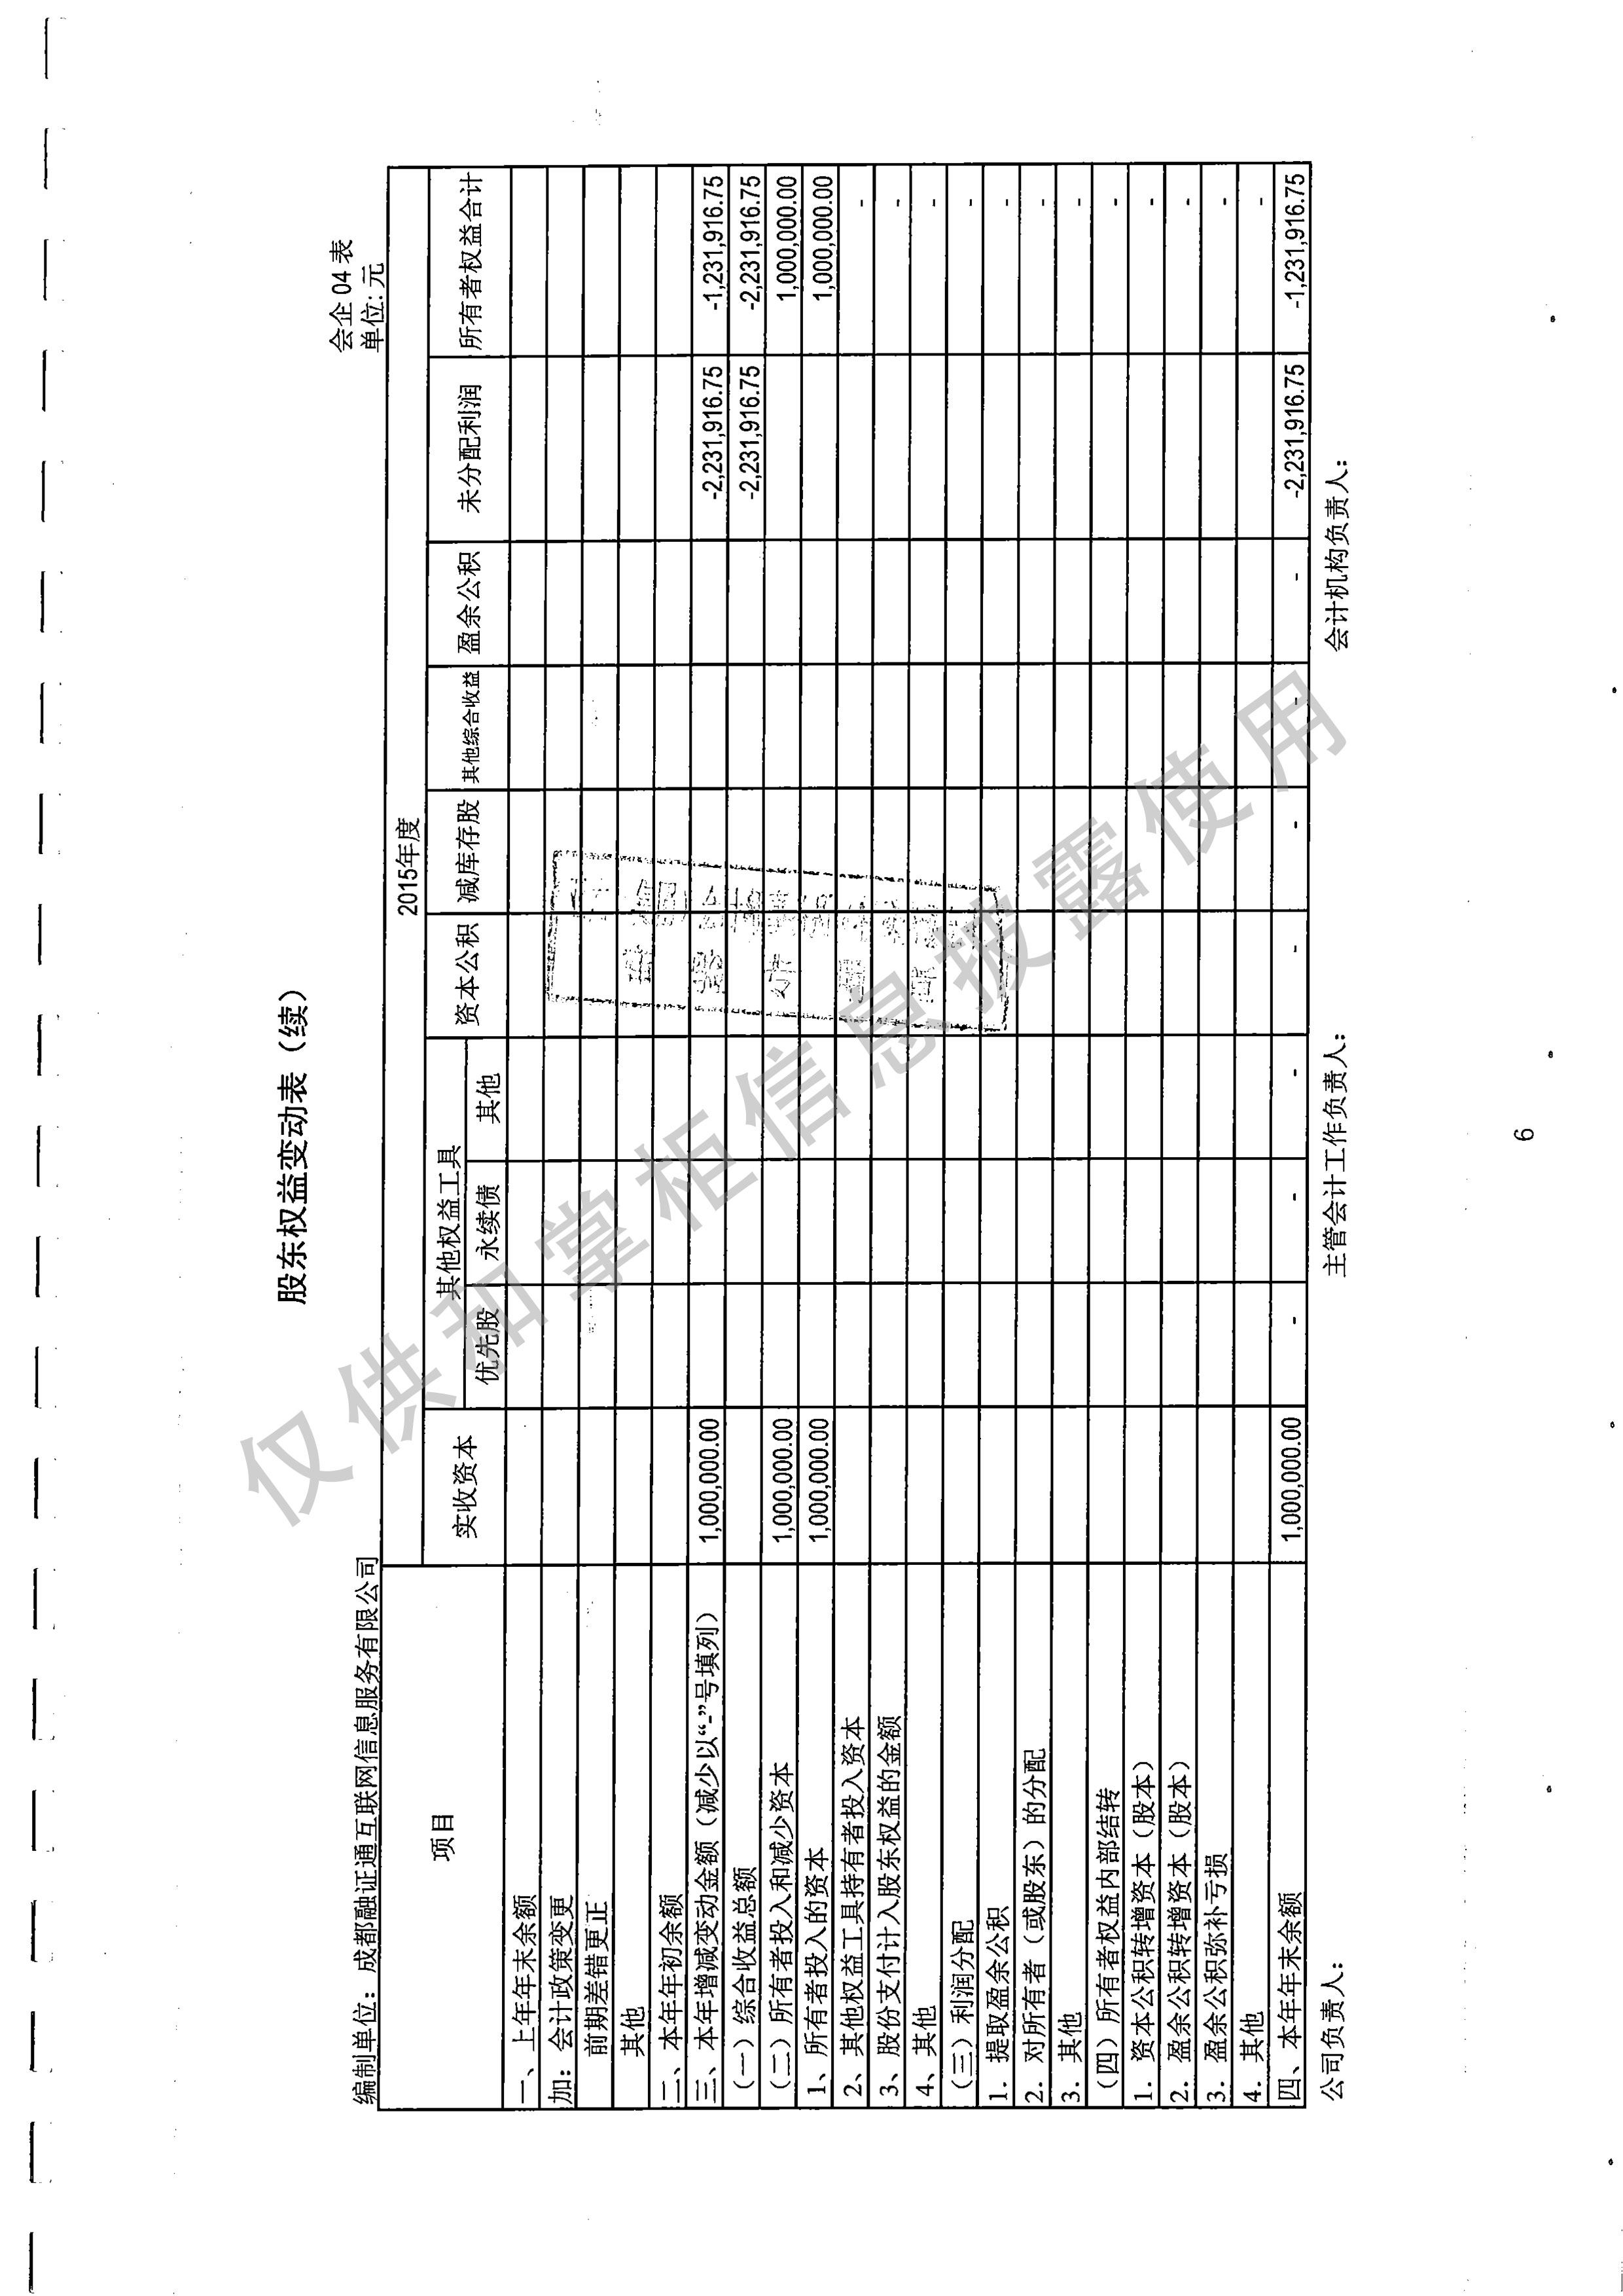 股东权益变动表（续）
会企 04 表
编制单位：成都融证通互联网信息服务有限公司 单位: 元
项目 2015年度
实收资本 其他权益工具 资本公积 减库存股 其他综合收益 盈余公积 未分配利润 所有者权益合计
优先股 永续债 其他
一、上年年末余额
加：会计政策变更
前期差错更正
其他
二、本年年初余额
三、本年增减变动金额（减少以“-”号填列） 1,000,000.00 -2,231,916.75 -1,231,916.75
（一）综合收益总额 -2,231,916.75 -2,231,916.75
（二）所有者投入和减少资本 1,000,000.00 1,000,000.00
1、所有者投入的资本 1,000,000.00 1,000,000.00
2、其他权益工具持有者投入资本 -
3、股份支付计入股东权益的金额 -
4、其他 -
（三）利润分配 -
1．提取盈余公积 -
2．对所有者（或股东）的分配 -
3．其他 -
（四）所有者权益内部结转 -
1．资本公积转增资本（股本） -
2．盈余公积转增资本（股本） -
3．盈余公积弥补亏损 -
4．其他 -
四、本年年末余额 1,000,000.00 - - - - - - - -2,231,916.75 -1,231,916.75
公司负责人： 主管会计工作负责人： 会计机构负责人：
6
仅供和掌柜信息披露使用